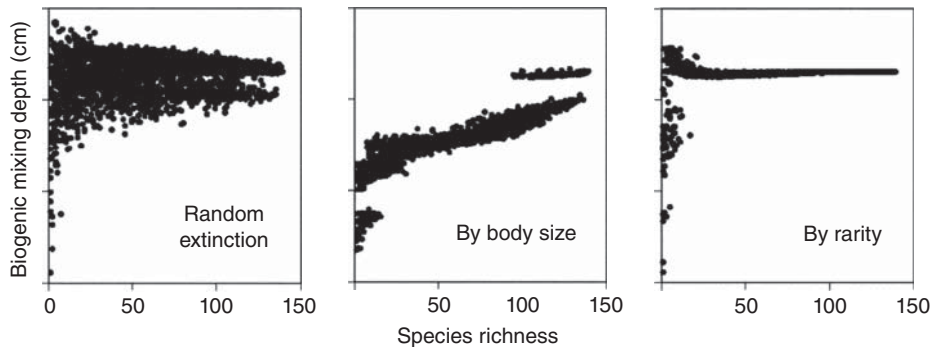 Biogenic mixing depth (cm)
Random
extinction
By body size
By rarity
0 50 100 150
50 100 150
50 100 150
Species richness